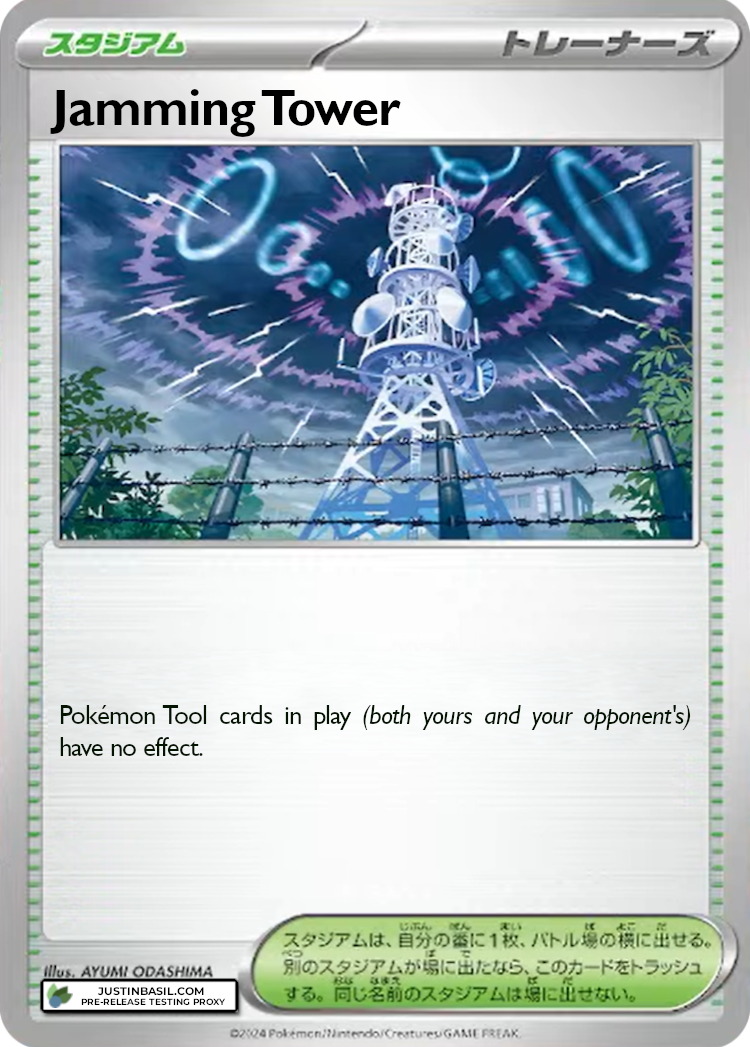 スタジアム
トレーナーズ
Jamming Tower
Pokémon Tool cards in play (both yours and your opponent's)
have no effect.
スタジアムは、自分の番に1枚、バトル場の横に出せる。
別のスタジアムが場に出たなら、このカードをトラッシュ
する。同じ名前のスタジアムは場に出せない。
illus. AYUMI ODASHIMA
JUSTINBASIL.COM
PRE-RELEASE TESTING PROXY
©2024 Pokémon/Nintendo/Creatures/GAME FREAK.